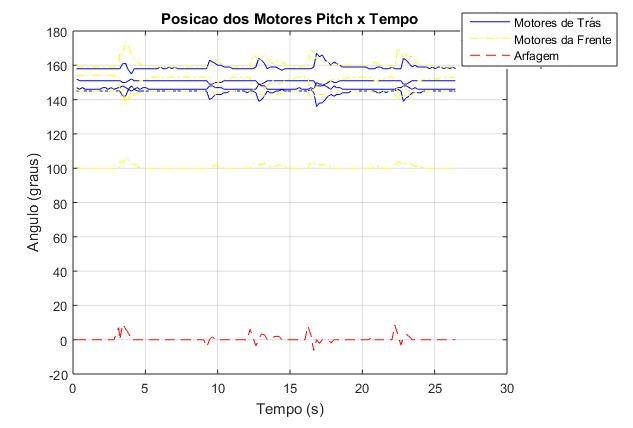 Posicao dos Motores Pitch x Tempo
Motores de Trás
Motores da Frente
Arfagem
Angulo (graus)
180
160
140
120
100
80
60
40
20
0
-20
0 5 10 15 20 25 30
Tempo (s)